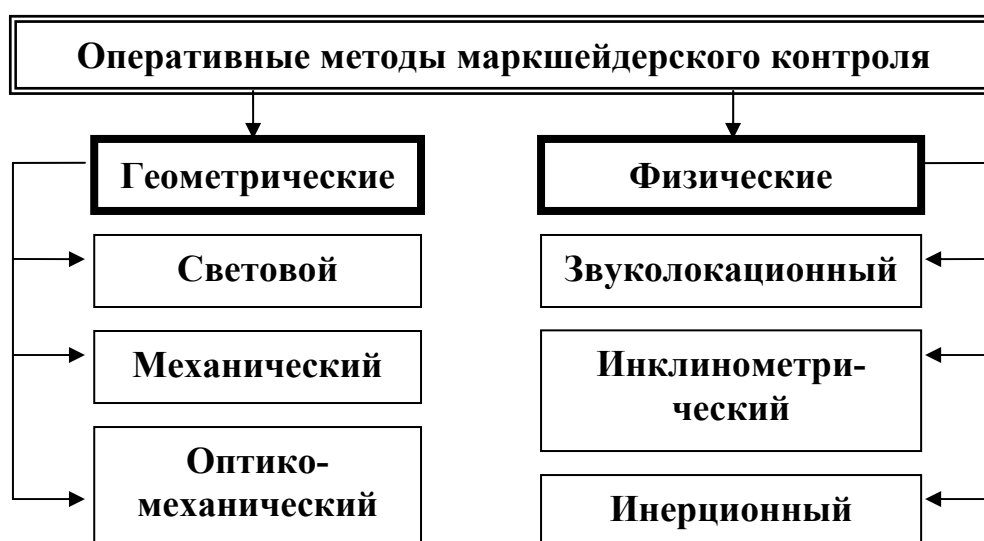 Оперативные методы маркшейдерского контроля
Геометрические
Физические
Световой
Звуколокационный
Механический
Инклинометри-
ческий
Оптико-
механический
Инерционный